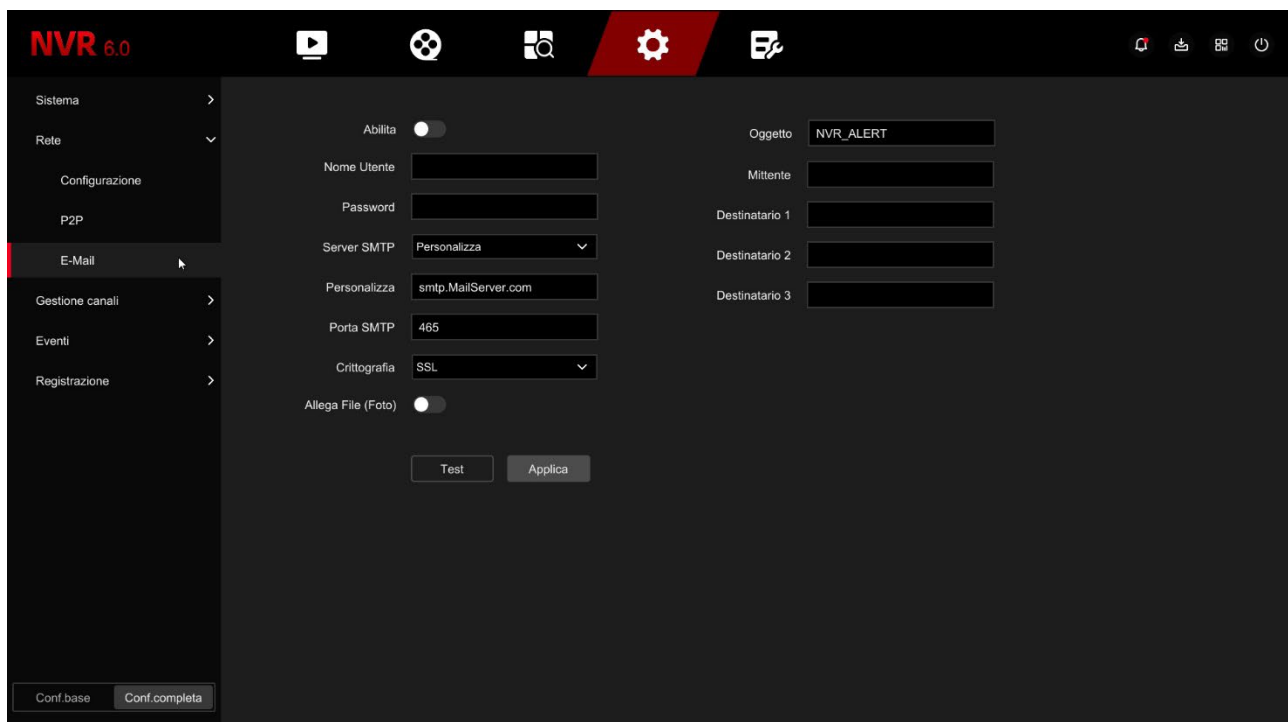 NVR 6.0
Sistema
Rete
Configurazione
P2P
E-Mail
Gestione canali
Eventi
Registrazione
Conf.base
Conf.completa
Abilita
Nome Utente
Password
Server SMTP Personalizza
Personalizza smtp.MailServer.com
Porta SMTP 465
Crittografia SSL
Allega File (Foto)
Test Applica
Oggetto NVR_ALERT
Mittente
Destinatario 1
Destinatario 2
Destinatario 3